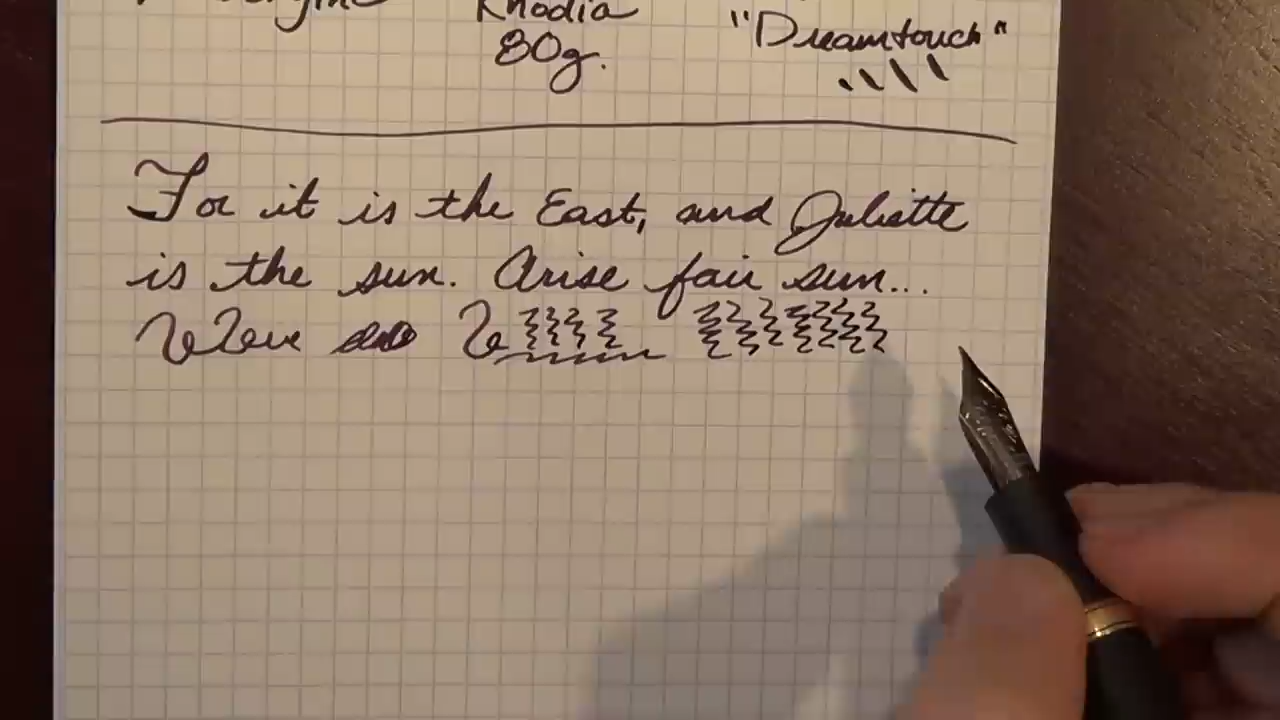 Rhodia
80g.
"Dreamtouch"
For it is the East, and Juliette
is the sun. Arise fair sun...